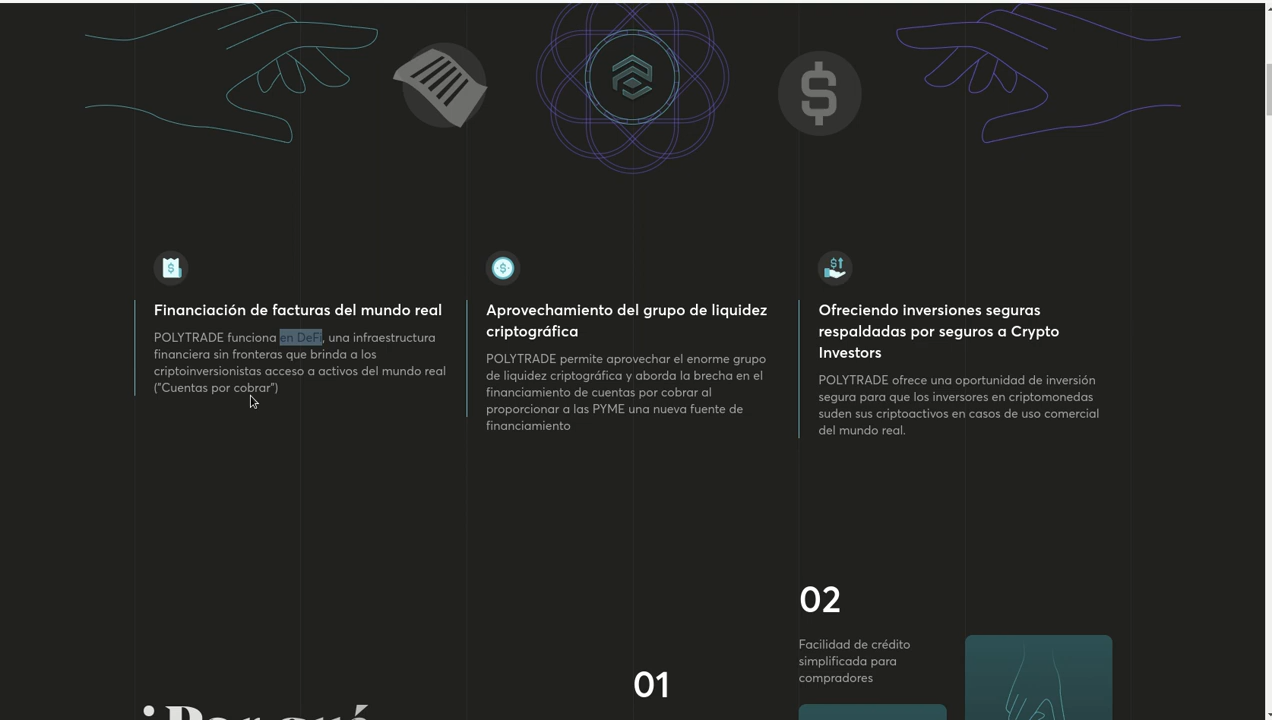 Financiación de facturas del mundo real
POLYTRADE funciona en DeFi, una infraestructura
financiera sin fronteras que brinda a los
criptoinversionistas acceso a activos del mundo real
("Cuentas por cobrar")
Aprovechamiento del grupo de liquidez
criptográfica
POLYTRADE permite aprovechar el enorme grupo
de liquidez criptográfica y aborda la brecha en el
financiamiento de cuentas por cobrar al
proporcionar a las PYME una nueva fuente de
financiamiento
Ofreciendo inversiones seguras
respaldadas por seguros a Crypto
Investors
POLYTRADE ofrece una oportunidad de inversión
segura para que los inversores en criptomonedas
suden sus criptoactivos en casos de uso comercial
del mundo real.
¿Por qué
01
02
Facilidad de crédito
simplificada para
compradores